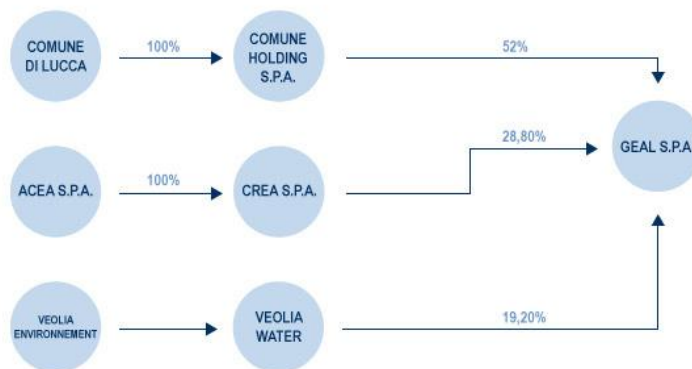 COMUNE
DI LUCCA
100%
COMUNE
HOLDING
S.P.A.
52%
ACEA S.P.A.
100%
CREA S.P.A.
28,80%
GEAL S.P.A
VEOLIA
ENVIRONNEMENT
VEOLIA
WATER
19,20%